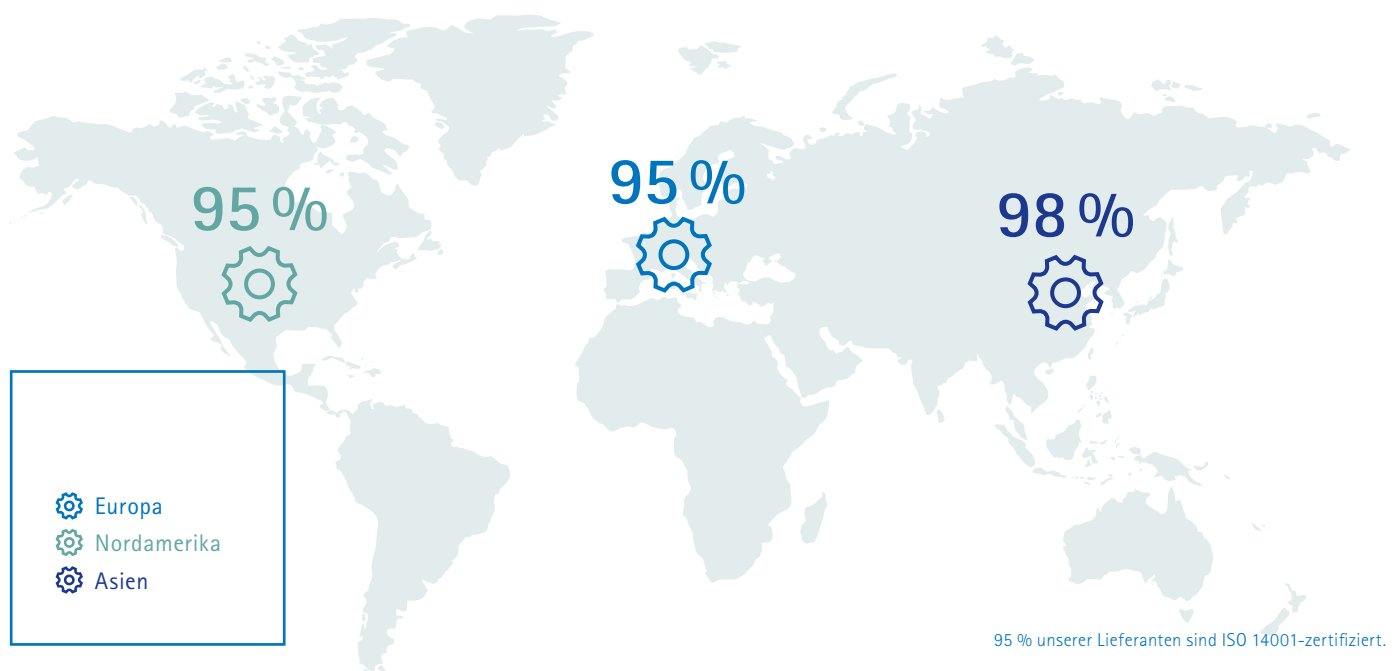 95 %
95 %
98 %
Europa
Nordamerika
Asien
95 % unserer Lieferanten sind ISO 14001-zertifiziert.